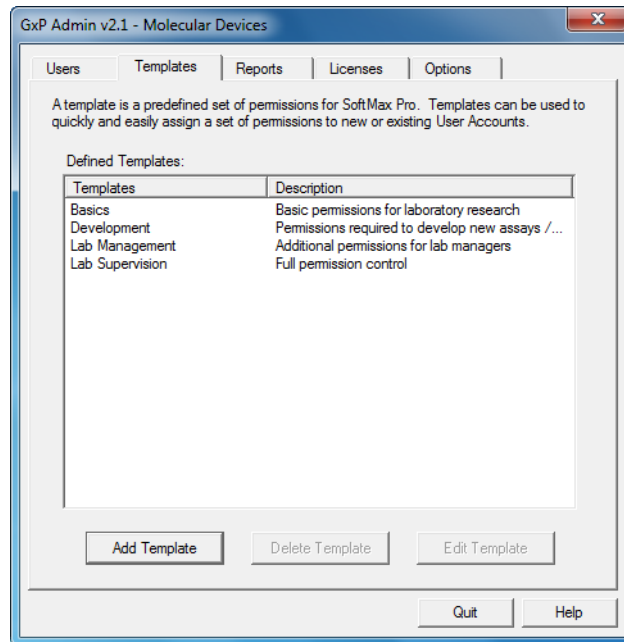 GxP Admin v2.1 - Molecular Devices
Users Templates Reports Licenses Options
A template is a predefined set of permissions for SoftMax Pro. Templates can be used to
quickly and easily assign a set of permissions to new or existing User Accounts.
Defined Templates:
Templates Description
Basics Basic permissions for laboratory research
Development Permissions required to develop new assays /...
Lab Management Additional permissions for lab managers
Lab Supervision Full permission control
Add Template Delete Template Edit Template
Quit Help